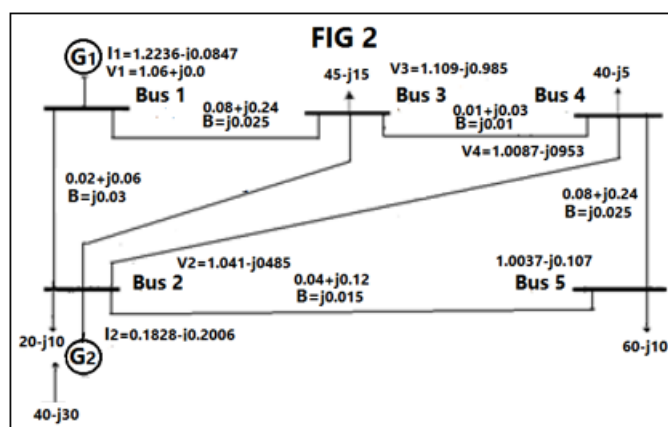 FIG 2
G1
I1=1.2236-j0.0847
V1=1.06+j0.0
Bus 1
45-j15
V3=1.109-j0.985
Bus 3
40-j5
Bus 4
0.08+j0.24
B=j0.025
0.01+j0.03
B=j0.01
V4=1.0087-j0953
0.02+j0.06
B=j0.03
0.08+j0.24
B=j0.025
V2=1.041-j0485
Bus 2
0.04+j0.12
B=j0.015
1.0037-j0.107
Bus 5
20-j10
G2
I2=0.1828-j0.2006
60-j10
40-j30